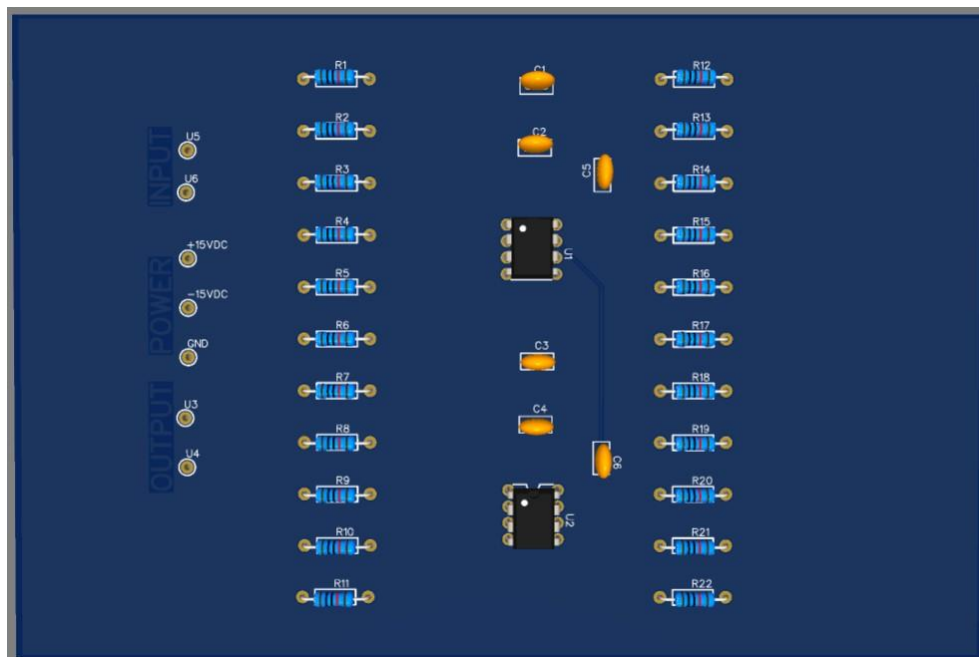 INPUT
U5
U6
POWER
+15VDC
-15VDC
GND
OUTPUT
U3
U4
R1
R2
R3
R4
R5
R6
R7
R8
R9
R10
R11
C1
C2
C5
U1
C3
C4
C6
U2
R12
R13
R14
R15
R16
R17
R18
R19
R20
R21
R22